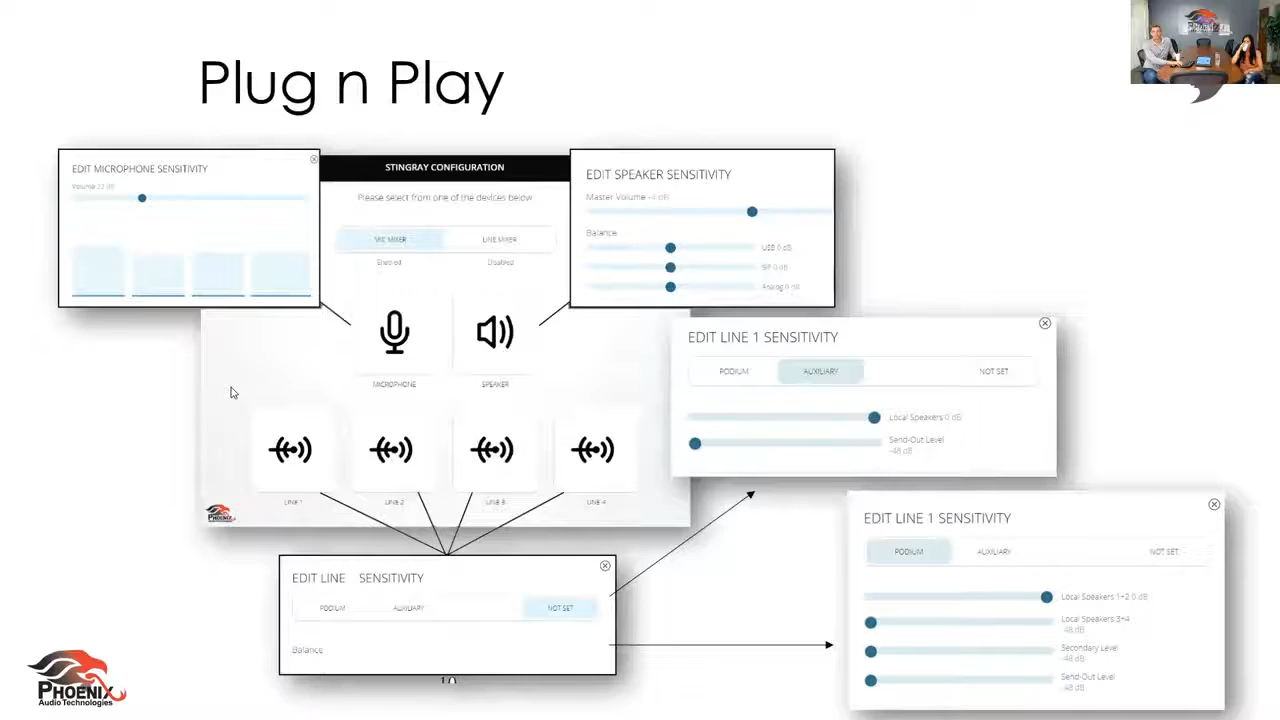 Plug n Play
PHOENIX
EDIT MICROPHONE SENSITIVITY
Volume 22 dB
STINGRAY CONFIGURATION
Please select from one of the devices below
MIC MIXER
LINE MIXER
Enabled
Disabled
MICROPHONE
SPEAKER
LINE 1
LINE 2
LINE 3
LINE 4
EDIT SPEAKER SENSITIVITY
Master Volume -4 dB
Balance
USB 0 dB
SIP 0 dB
Analog 0 dB
EDIT LINE 1 SENSITIVITY
PODIUM
AUXILIARY
NOT SET
Local Speakers 0 dB
Send-Out Level
-48 dB
EDIT LINE SENSITIVITY
PODIUM
AUXILIARY
NOT SET
Balance
EDIT LINE 1 SENSITIVITY
PODIUM
AUXILIARY
NOT SET
Local Speakers 1+2 0 dB
Local Speakers 3+4
-48 dB
Secondary Level
-48 dB
Send-Out Level
-48 dB
PHOENIX
Audio Technologies